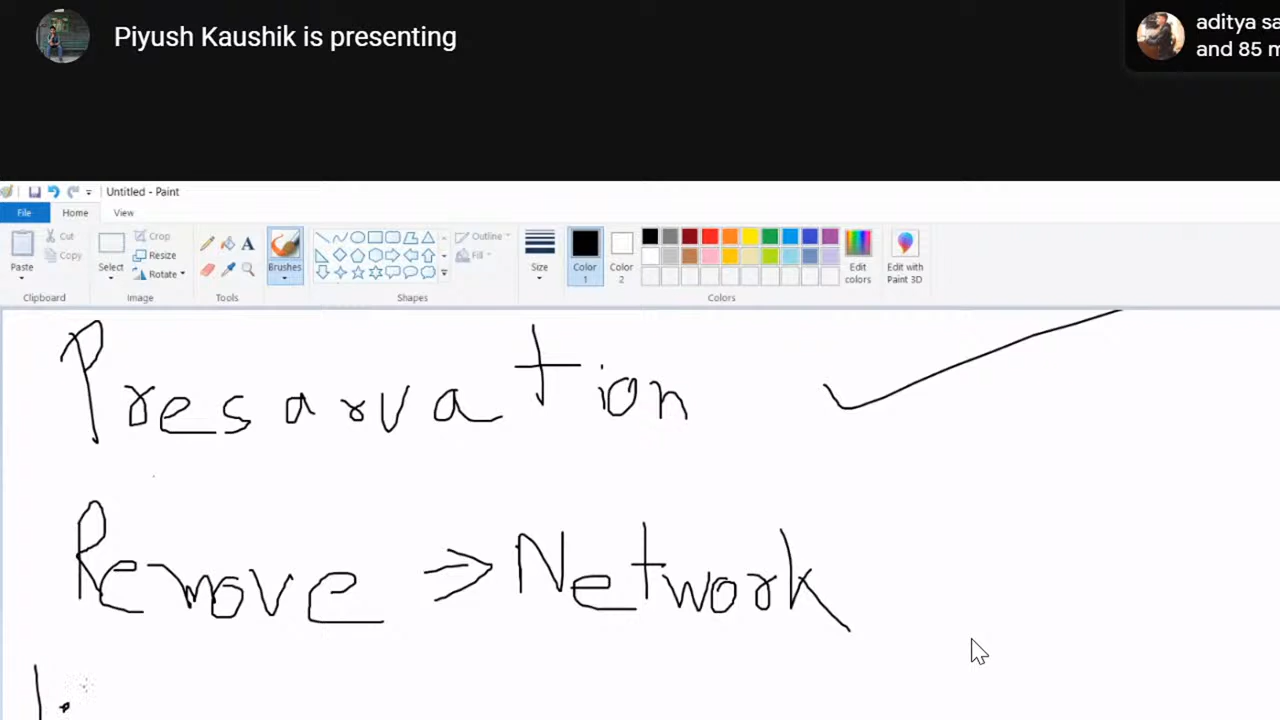 Piyush Kaushik is presenting
aditya sa
and 85 m
Untitled - Paint
File Home View
Paste
Cut
Copy
Clipboard
Select
Crop
Resize
Rotate
Image
Tools
Brushes
Shapes
Outline
Fill
Size
Color 1
Color 2
Colors
Edit colors
Edit with Paint 3D
Presarvation
Remove => Network